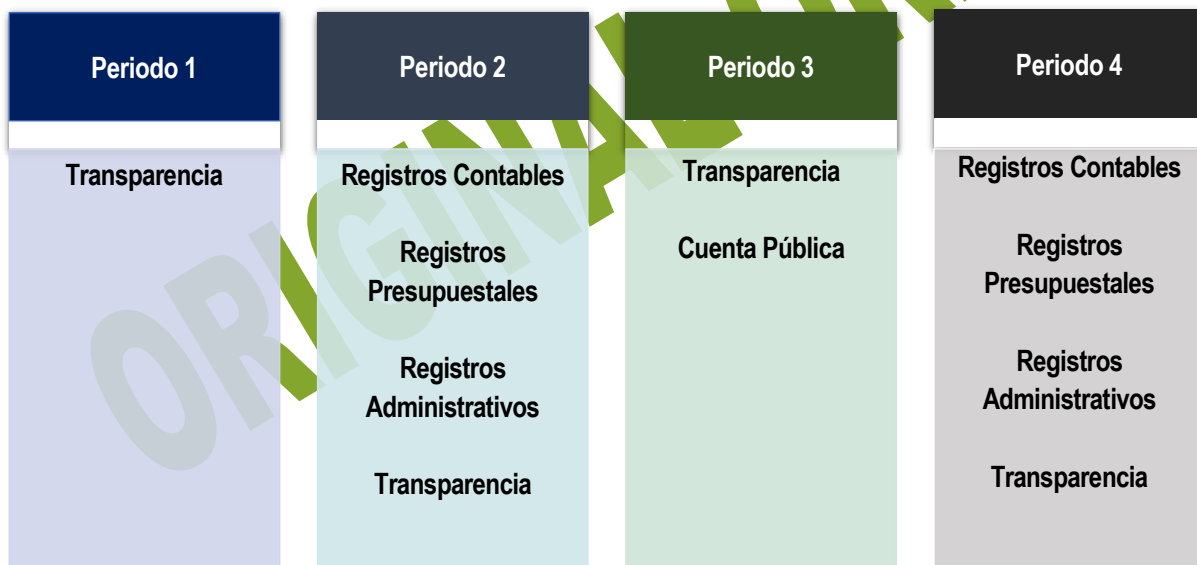 Periodo 1
Transparencia
Periodo 2
Registros Contables
Registros
Presupuestales
Registros
Administrativos
Transparencia
Periodo 3
Transparencia
Cuenta Pública
Periodo 4
Registros Contables
Registros
Presupuestales
Registros
Administrativos
Transparencia
ORIGINAL